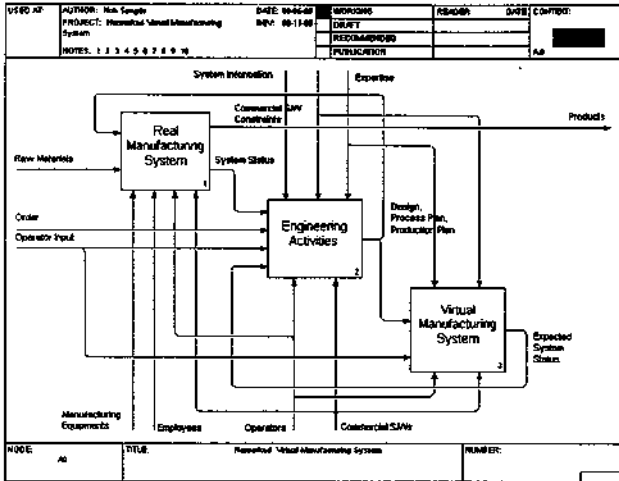 USED AT:
AUTHOR:
DATE:
WORKING
READER
DATE
CONTEXT:
PROJECT: Virtual Manufacturing
REV:
DRAFT
System
RECOMMENDED
NOTES: 1 2 3 4 5 6 7 8 9 10
PUBLICATION
System Information
Expertise
Commercial S/W
Constraints
Products
Real
Manufacturing
System
1
Raw Materials
System Status
Order
Operator Input
Engineering
Activities
2
Design,
Process Plan,
Production Plan
Virtual
Manufacturing
System
3
Expected
System
Status
Manufacturing
Equipments
Employees
Operators
Commercial S/Ws
NODE:
A0
TITLE:
Virtual Manufacturing System
NUMBER: